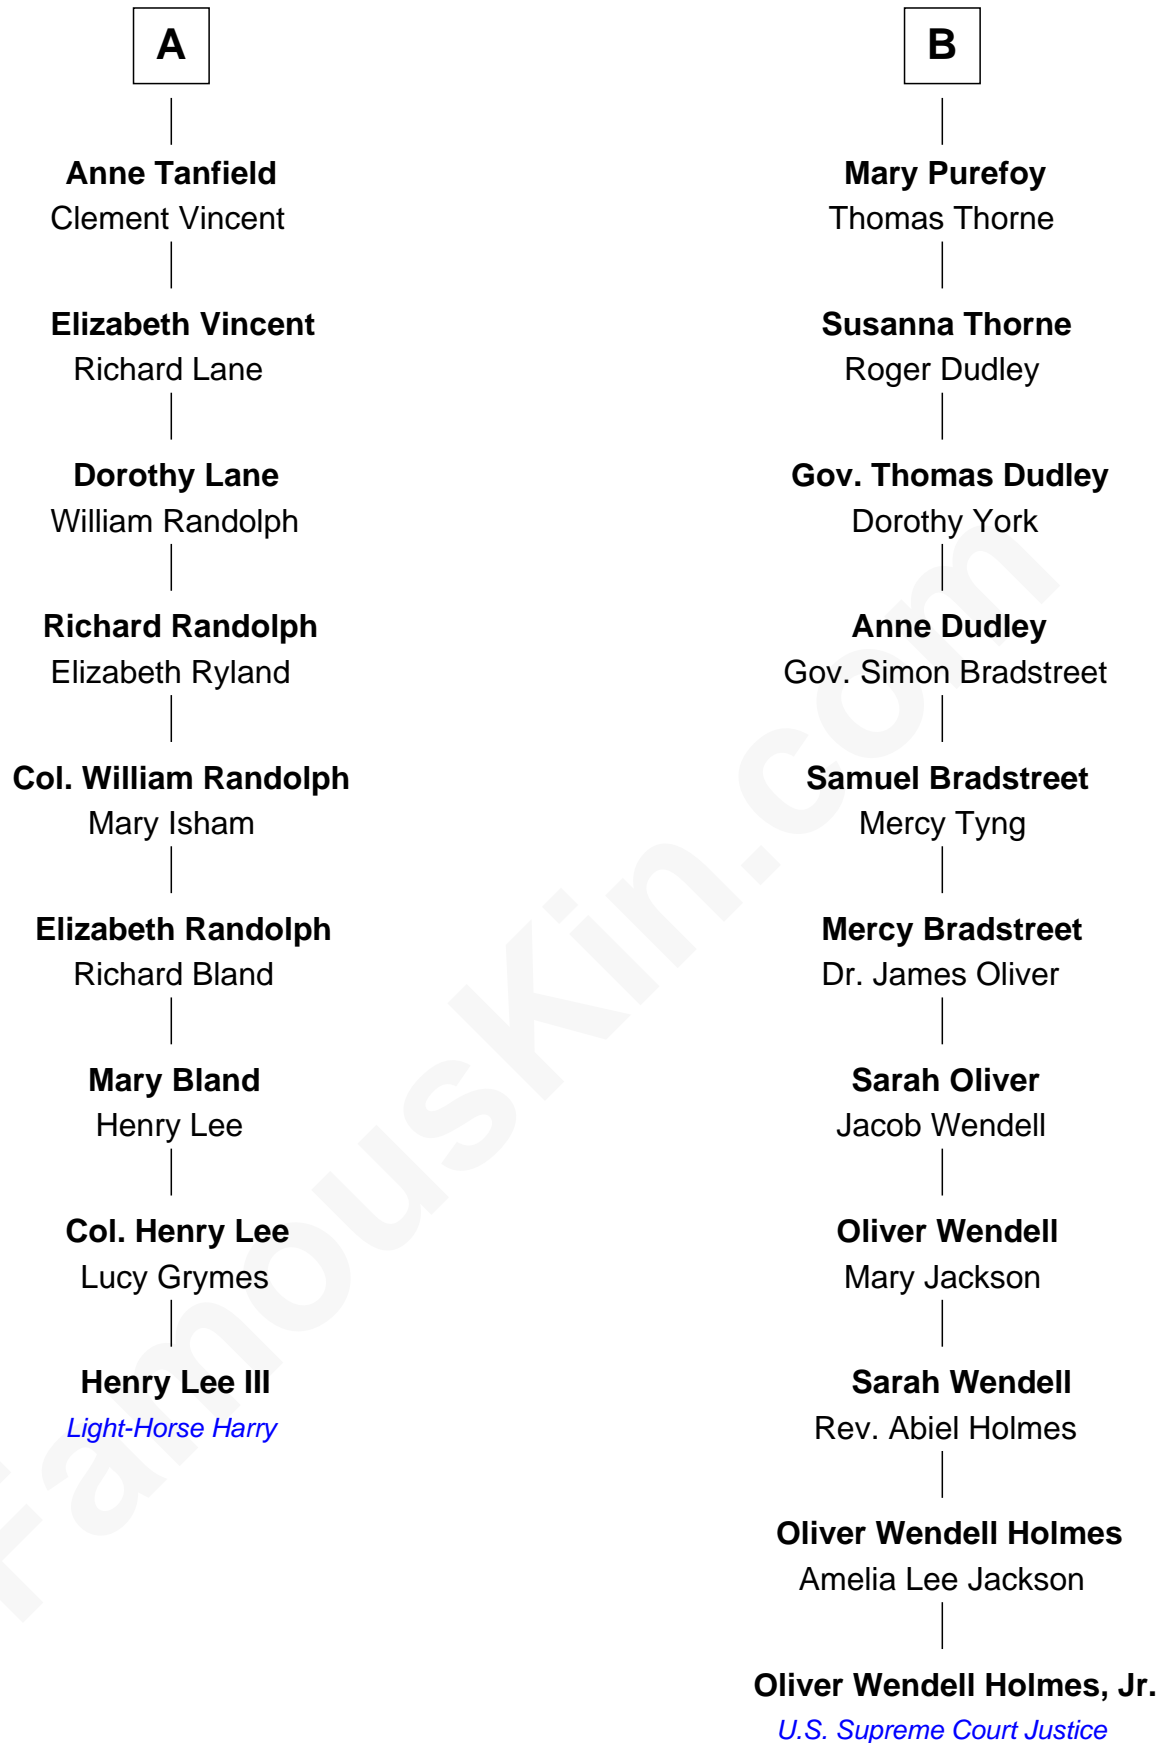 A
Anne Tanfield
Clement Vincent
Elizabeth Vincent
Richard Lane
Dorothy Lane
William Randolph
Richard Randolph
Elizabeth Ryland
Col. William Randolph
Mary Isham
Elizabeth Randolph
Richard Bland
Mary Bland
Henry Lee
Col. Henry Lee
Lucy Grymes
Henry Lee III
Light-Horse Harry
B
Mary Purefoy
Thomas Thorne
Susanna Thorne
Roger Dudley
Gov. Thomas Dudley
Dorothy York
Anne Dudley
Gov. Simon Bradstreet
Samuel Bradstreet
Mercy Tyng
Mercy Bradstreet
Dr. James Oliver
Sarah Oliver
Jacob Wendell
Oliver Wendell
Mary Jackson
Sarah Wendell
Rev. Abiel Holmes
Oliver Wendell Holmes
Amelia Lee Jackson
Oliver Wendell Holmes, Jr.
U.S. Supreme Court Justice
FamousKin.com